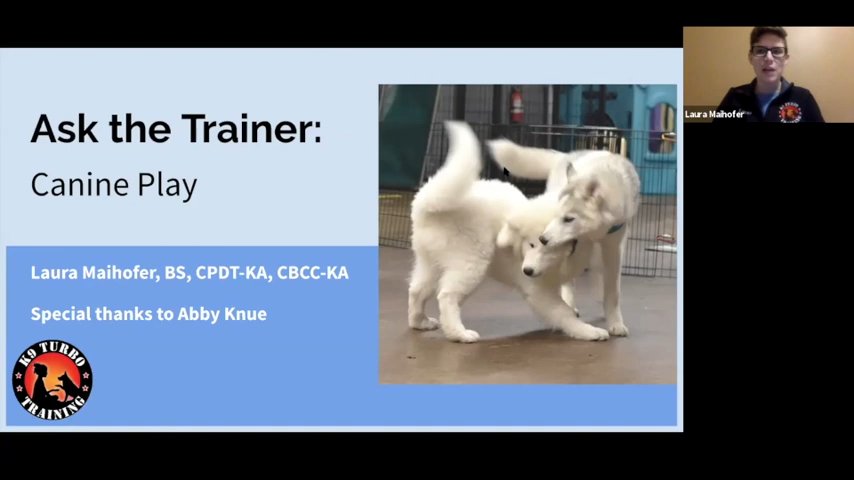 Ask the Trainer:
Canine Play
Laura Maihofer, BS, CPDT-KA, CBCC-KA
Special thanks to Abby Knue
K9 TURBO
TRAINING
Laura Maihofer